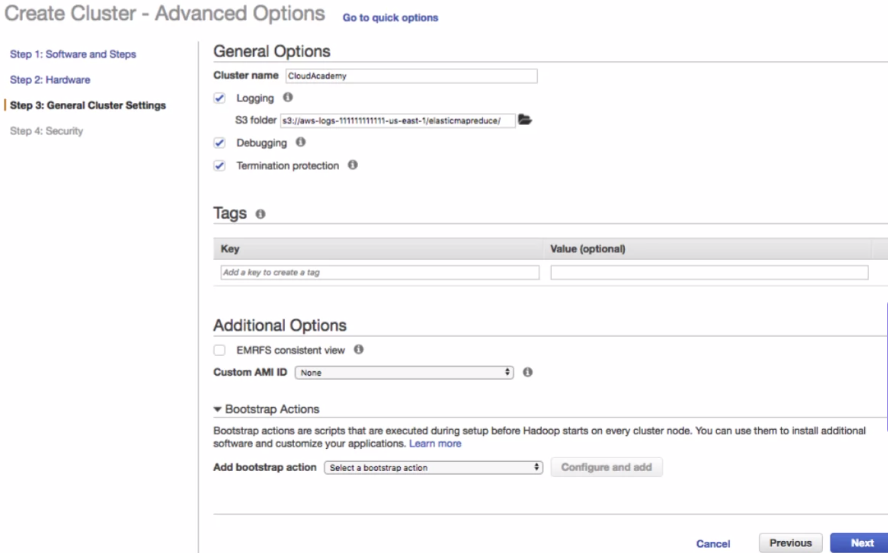 Create Cluster - Advanced Options Go to quick options
Step 1: Software and Steps
Step 2: Hardware
Step 3: General Cluster Settings
Step 4: Security
General Options
Cluster name CloudAcademy
Logging
S3 folder s3://aws-logs-111111111111-us-east-1/elasticmapreduce/
Debugging
Termination protection
Tags
Key Value (optional)
Add a key to create a tag
Additional Options
EMRFS consistent view
Custom AMI ID None
Bootstrap Actions
Bootstrap actions are scripts that are executed during setup before Hadoop starts on every cluster node. You can use them to install additional
software and customize your applications. Learn more
Add bootstrap action Select a bootstrap action Configure and add
Cancel Previous Next